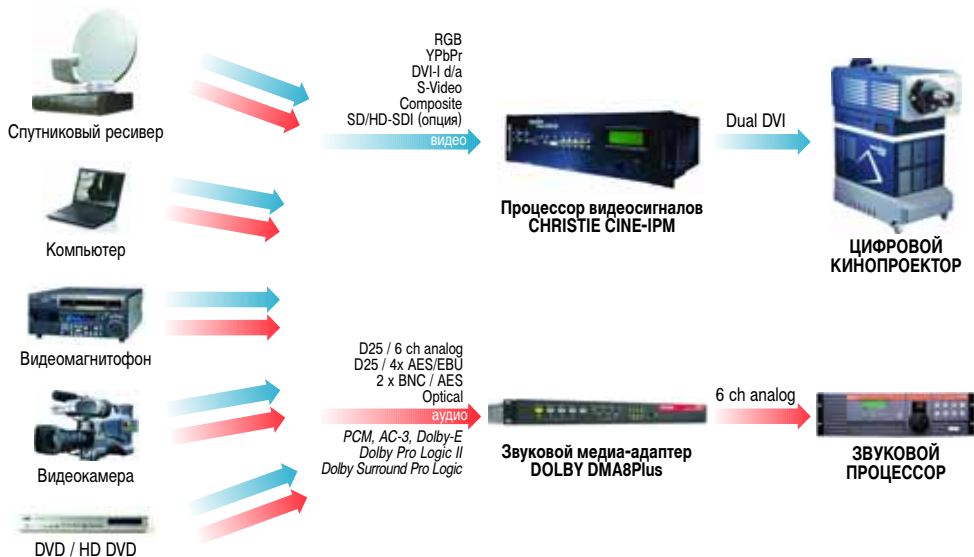 Спутниковый ресивер
Компьютер
Видеомагнитофон
Видеокамера
DVD / HD DVD
RGB
YPbPr
DVI-I d/a
S-Video
Composite
SD/HD-SDI (опция)
видео
Процессор видеосигналов
CHRISTIE CINE-IPM
Dual DVI
ЦИФРОВОЙ
КИНОПРОЕКТОР
D25 / 6 ch analog
D25 / 4x AES/EBU
2 x BNC / AES
Optical
аудио
PCM, AC-3, Dolby-E
Dolby Pro Logic II
Dolby Surround Pro Logic
Звуковой медиа-адаптер
DOLBY DMA8Plus
6 ch analog
ЗВУКОВОЙ
ПРОЦЕССОР